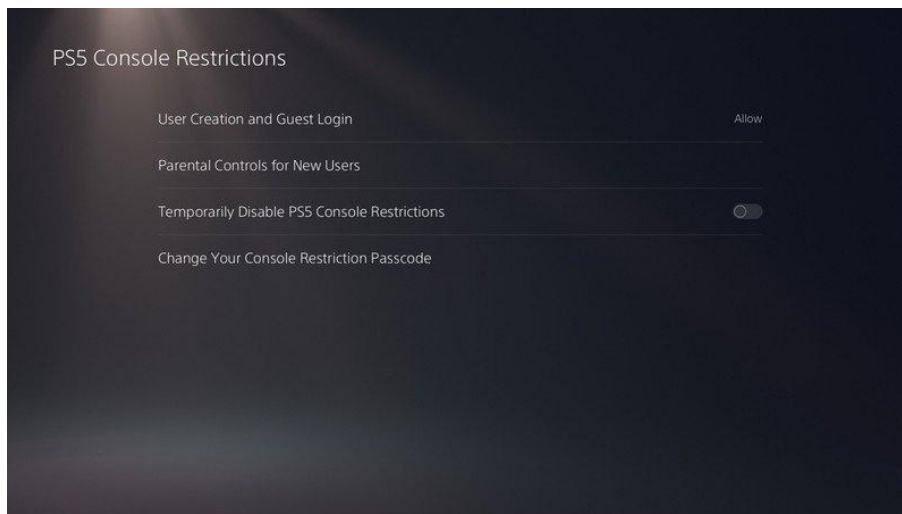 PS5 Console Restrictions
User Creation and Guest Login Allow
Parental Controls for New Users
Temporarily Disable PS5 Console Restrictions
Change Your Console Restriction Passcode